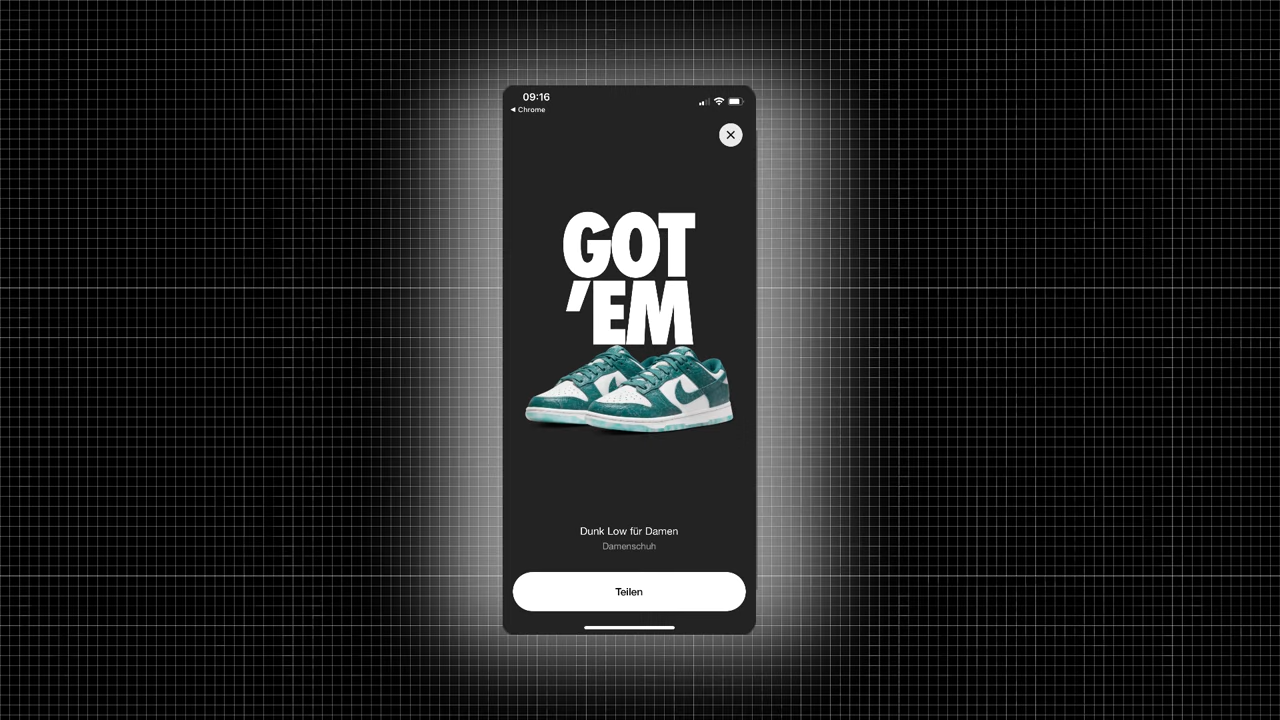 09:16
◀ Chrome
GOT
'EM
Dunk Low für Damen
Damenschuh
Teilen